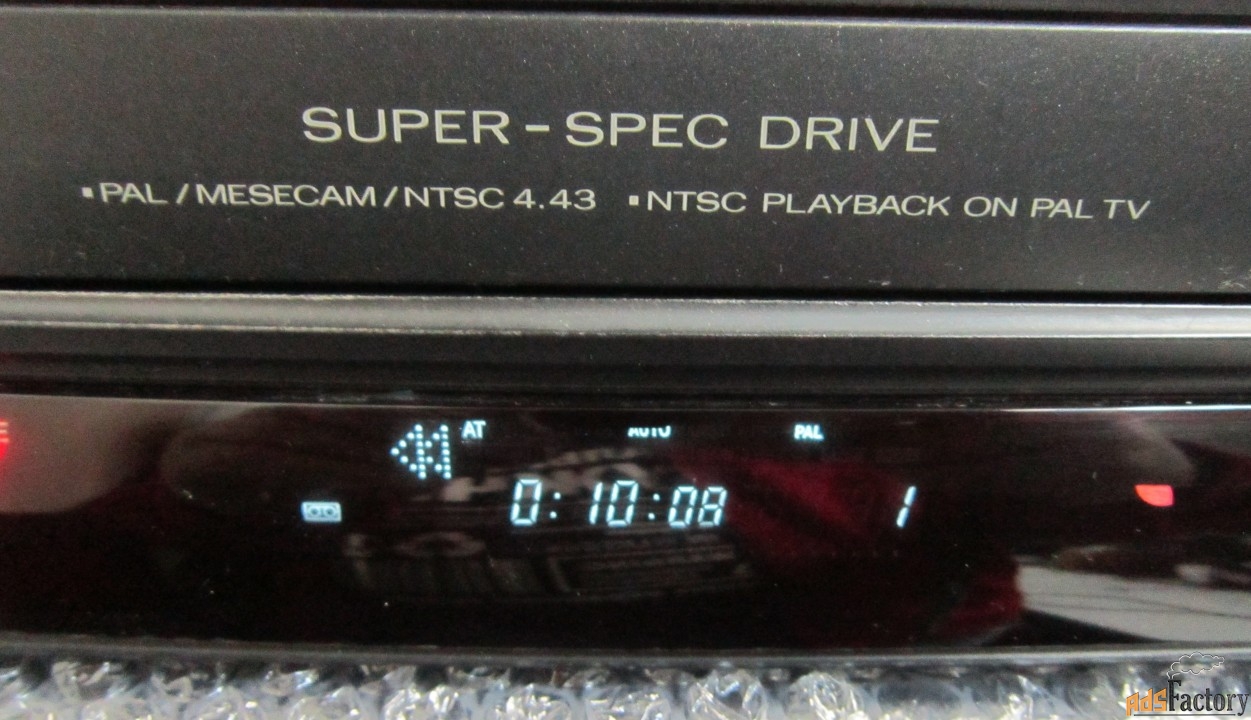 SUPER-SPEC DRIVE
▪PAL/MESECAM/NTSC 4.43 ▪NTSC PLAYBACK ON PAL TV
AT AUTO PAL
0:10:08 1
AdsFactory